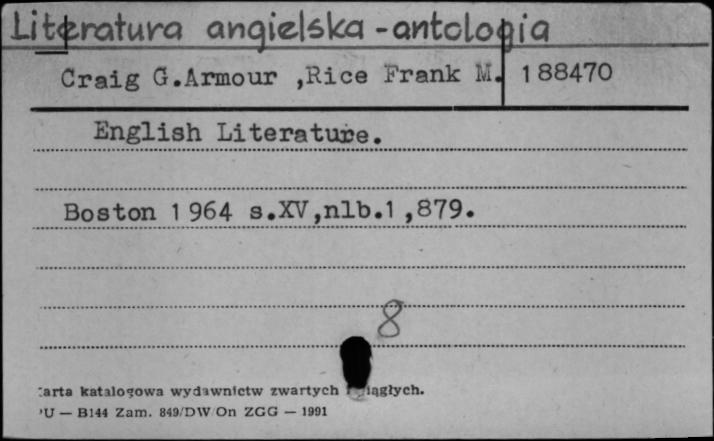 Literatura angielska - antologia
Craig G.Armour ,Rice Frank M. 188470
English Literature.
Boston 1964 s.XV,nlb.1,879.
8
arta katalogowa wydawnictw zwartych i ciągłych.
U — B144 Zam. 849/DW/On ZGG — 1991